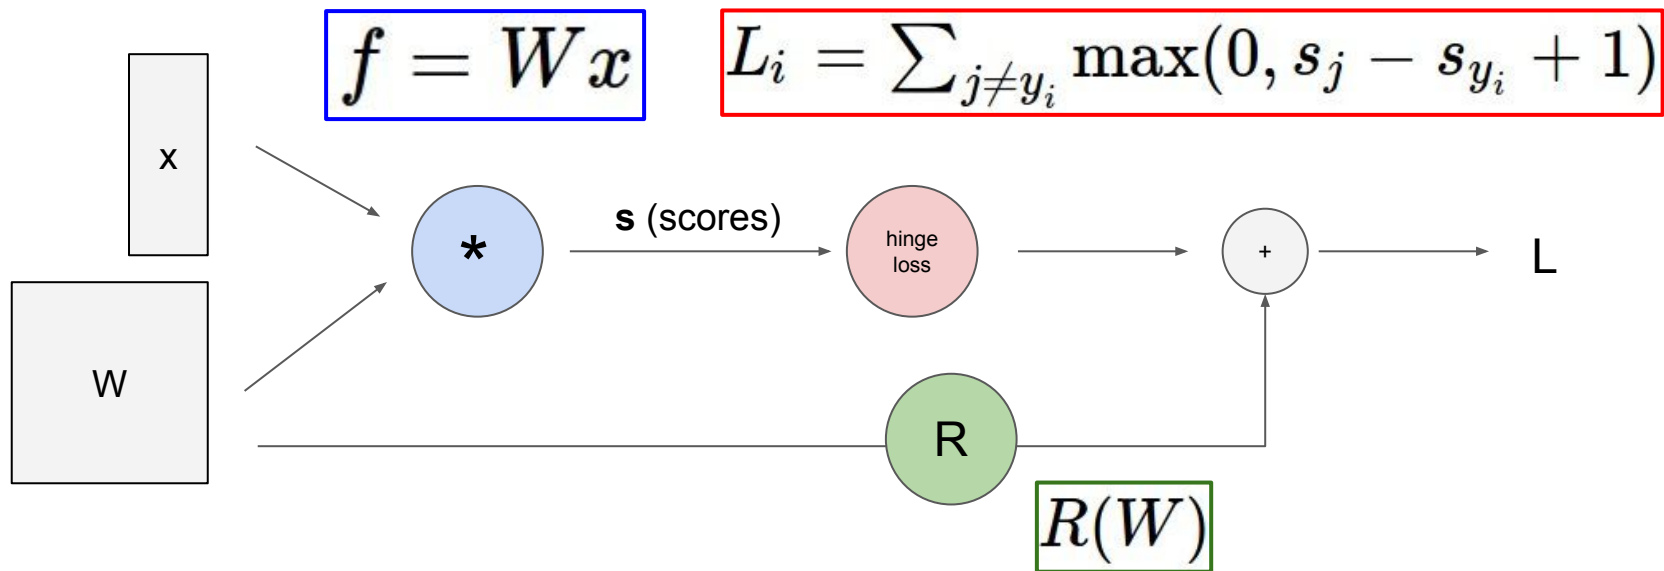 f = Wx
L_i = \sum_{j \neq y_i} \max(0, s_j - s_{y_i} + 1)
x
s (scores)
*
hinge
loss
+
L
W
R
R(W)